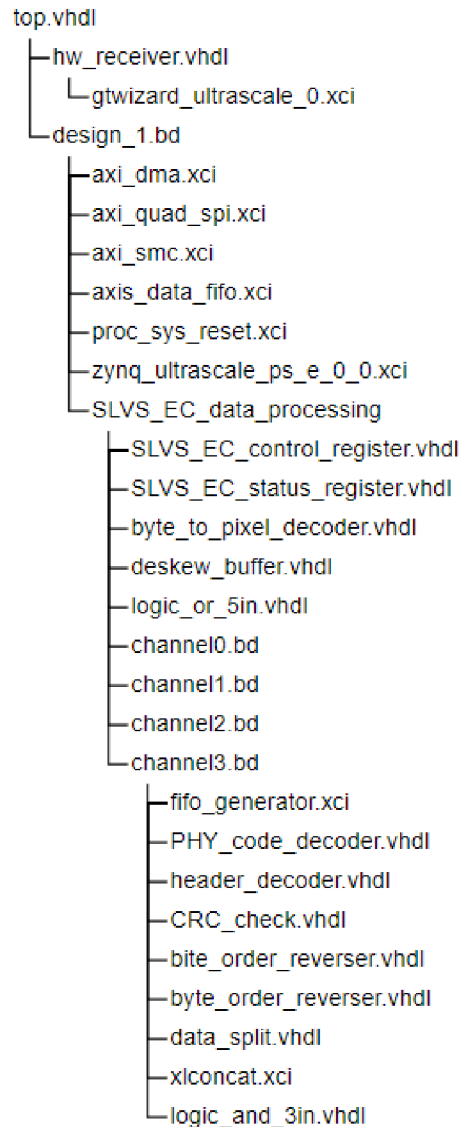 top.vhdl
hw_receiver.vhdl
gtwizard_ultrascale_0.xci
design_1.bd
axi_dma.xci
axi_quad_spi.xci
axi_smc.xci
axis_data_fifo.xci
proc_sys_reset.xci
zynq_ultrascale_ps_e_0_0.xci
SLVS_EC_data_processing
SLVS_EC_control_register.vhdl
SLVS_EC_status_register.vhdl
byte_to_pixel_decoder.vhdl
deskew_buffer.vhdl
logic_or_5in.vhdl
channel0.bd
channel1.bd
channel2.bd
channel3.bd
fifo_generator.xci
PHY_code_decoder.vhdl
header_decoder.vhdl
CRC_check.vhdl
bite_order_reverser.vhdl
byte_order_reverser.vhdl
data_split.vhdl
xlconcat.xci
logic_and_3in.vhdl